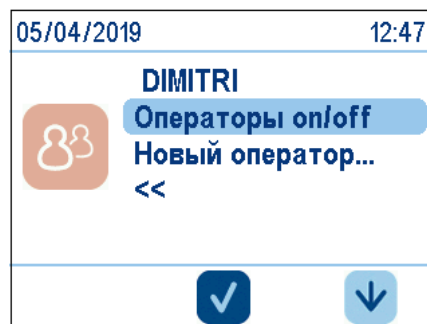 05/04/2019 12:47
DIMITRI
Операторы on/off
Новый оператор...
<<